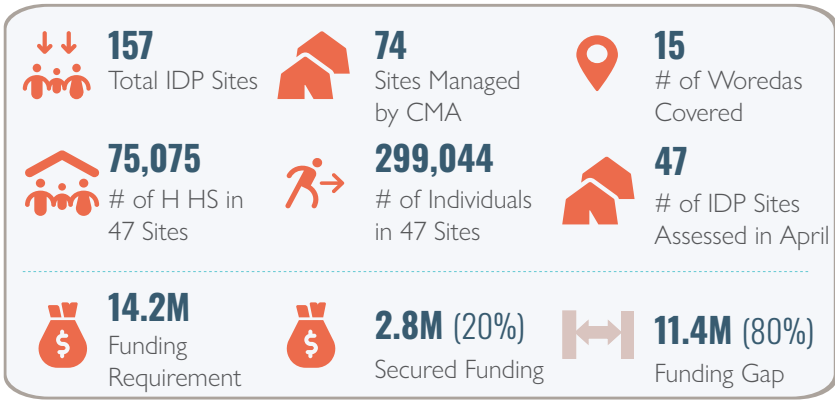 157
Total IDP Sites
74
Sites Managed
by CMA
15
# of Woredas
Covered
75,075
# of H HS in
47 Sites
299,044
# of Individuals
in 47 Sites
47
# of IDP Sites
Assessed in April
14.2M
Funding
Requirement
2.8M (20%)
Secured Funding
11.4M (80%)
Funding Gap